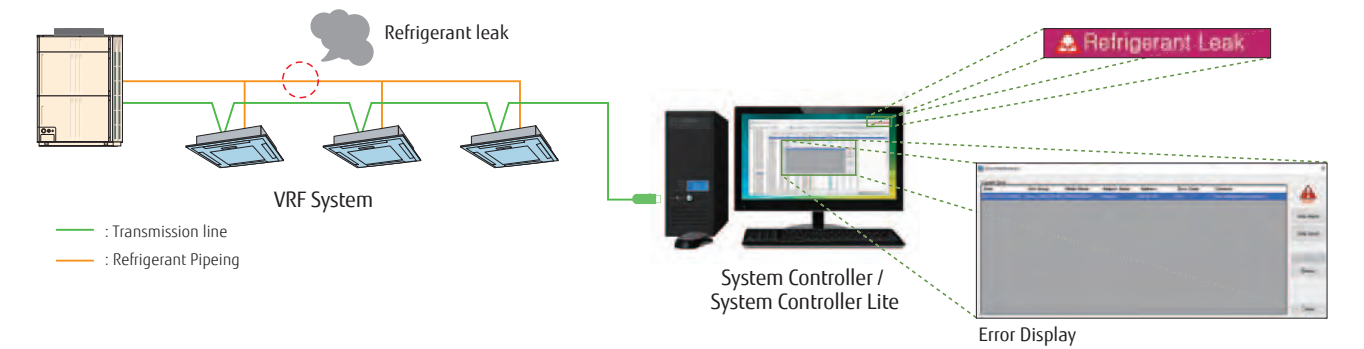 Refrigerant leak
Refrigerant Leak
VRF System
: Transmission line
: Refrigerant Pipeing
System Controller /
System Controller Lite
Error Display